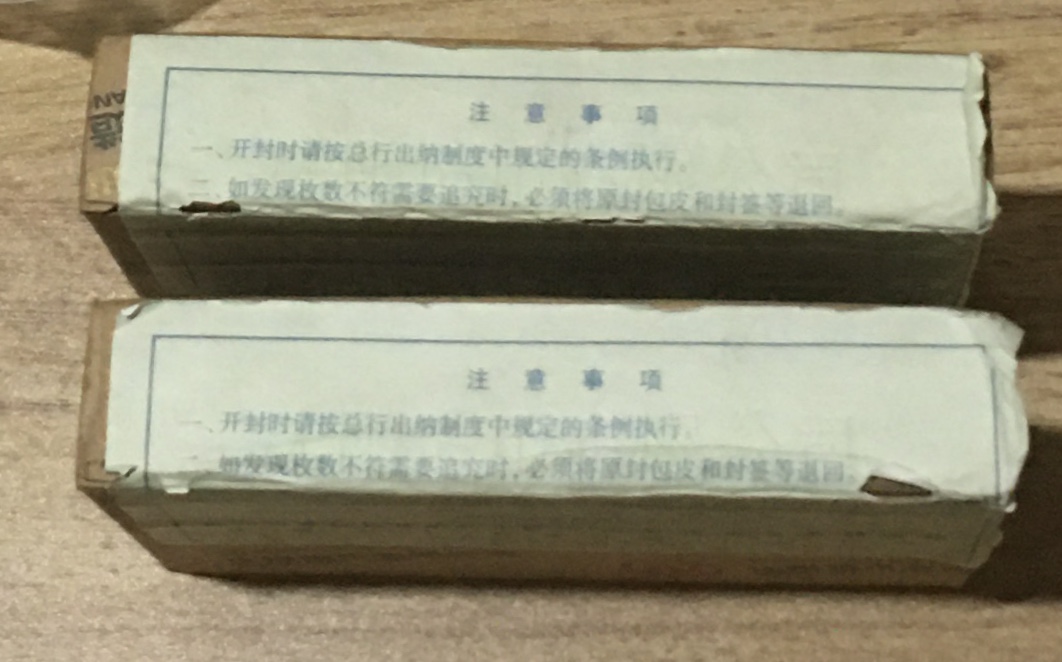 注意事项
一、开封时请按总行出纳制度中规定的条例执行。
二、如发现枚数不符需要追究时，必须将原封包皮和封签等退回。
注意事项
一、开封时请按总行出纳制度中规定的条例执行。
二、如发现枚数不符需要追究时，必须将原封包皮和封签等退回。